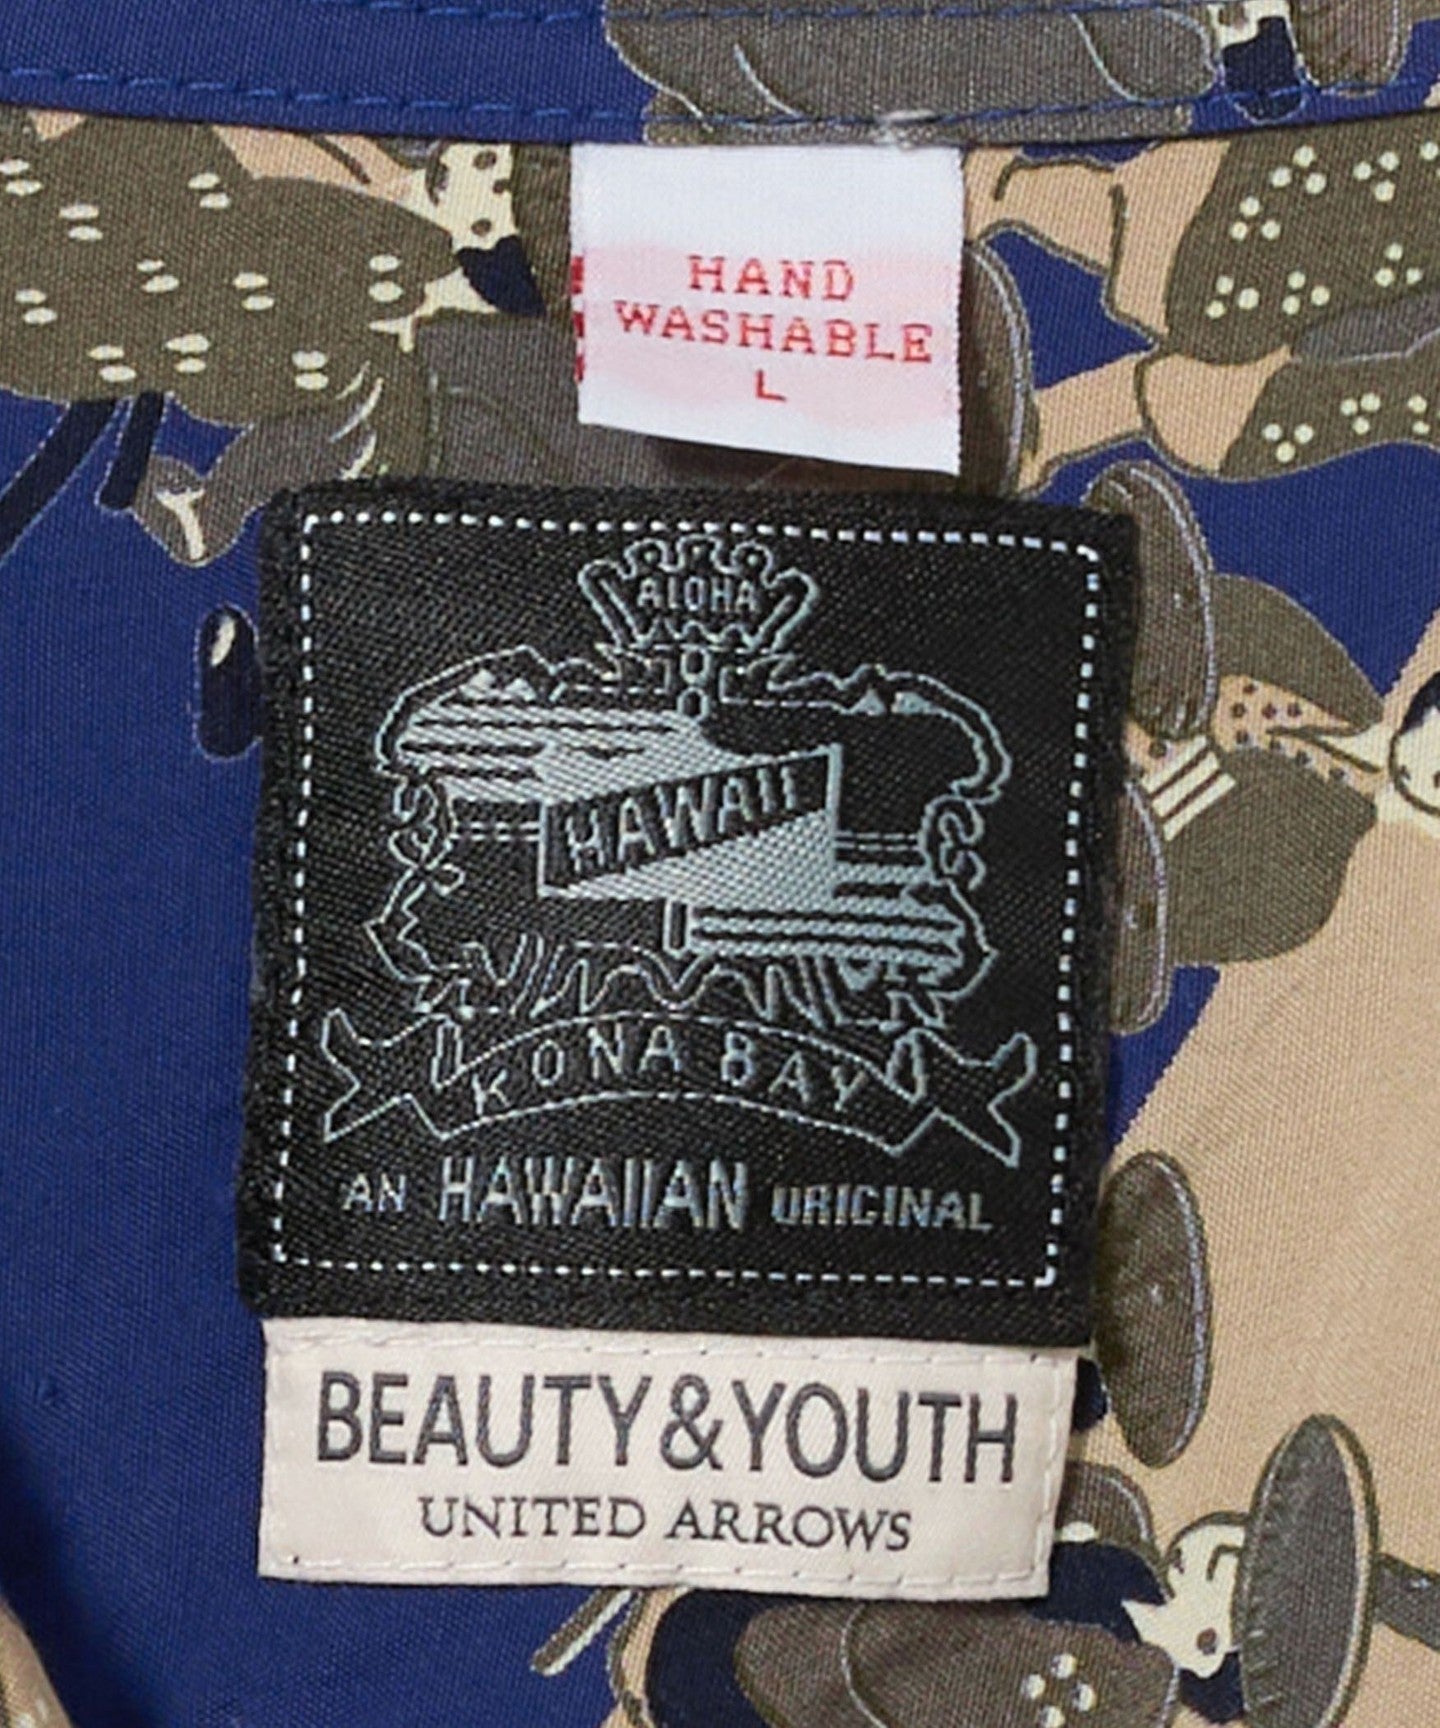 HAND
WASHABLE
L
ALOHA
HAWAII
KONA BAY
AN HAWAIIAN ORIGINAL
BEAUTY&YOUTH
UNITED ARROWS